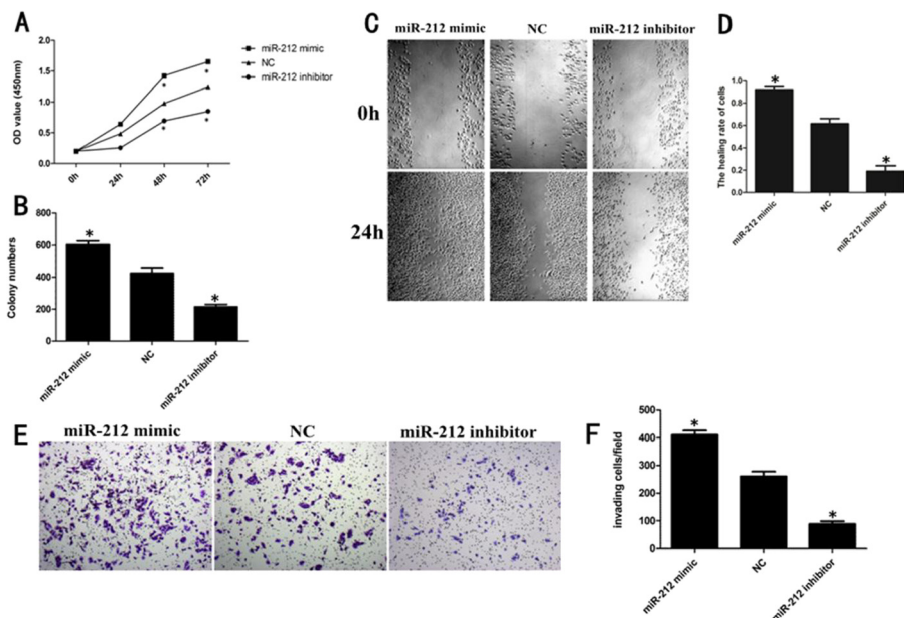 A
OD value (450nm)
2.0
1.5
1.0
0.5
0.0
0h
24h
48h
72h
*
*
*
*
miR-212 mimic
NC
miR-212 inhibitor
B
Colony numbers
800
600
400
200
0
*
*
miR-212 mimic
NC
miR-212 inhibitor
C
miR-212 mimic
NC
miR-212 inhibitor
0h
24h
D
The healing rate of cells
1.0
0.8
0.6
0.4
0.2
0.0
*
*
miR-212 mimic
NC
miR-212 inhibitor
E
miR-212 mimic
NC
miR-212 inhibitor
F
invading cells/field
500
400
300
200
100
0
*
*
miR-212 mimic
NC
miR-212 inhibitor